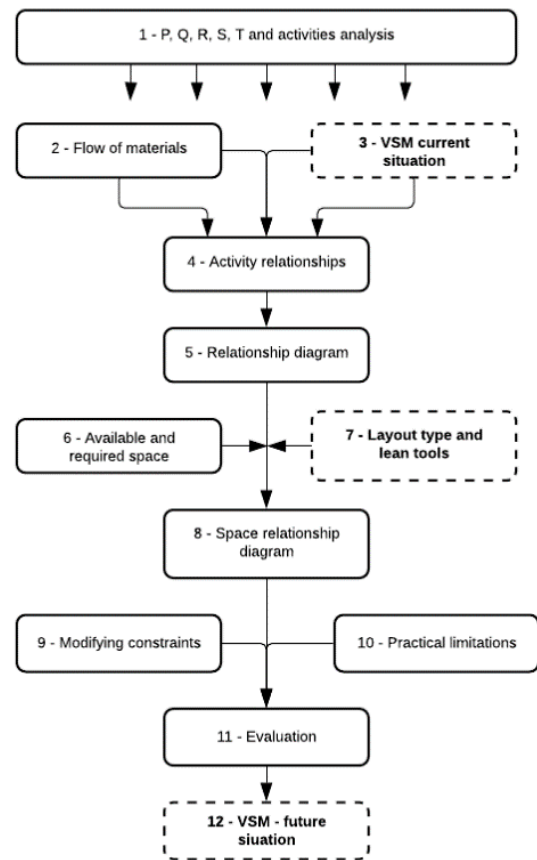 1 - P, Q, R, S, T and activities analysis
2 - Flow of materials
3 - VSM current
situation
4 - Activity relationships
5 - Relationship diagram
6 - Available and
required space
7 - Layout type and
lean tools
8 - Space relationship
diagram
9 - Modifying constraints
10 - Practical limitations
11 - Evaluation
12 - VSM - future
siuation